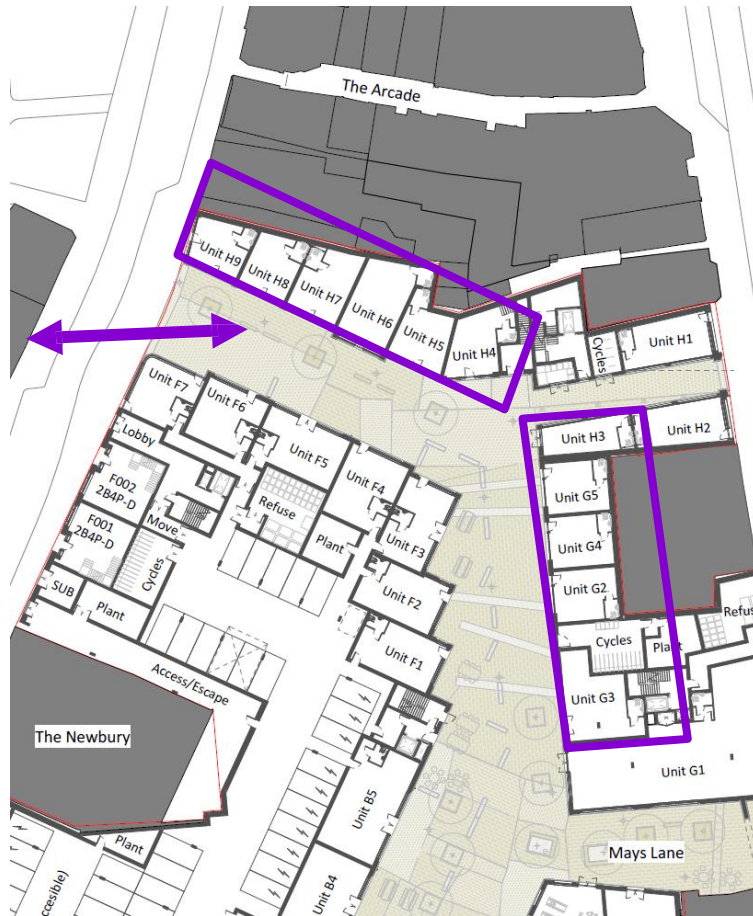 The Arcade
Unit H9
Unit H8
Unit H7
Unit H6
Unit H5
Unit H4
Cycles
Unit H1
Unit F7
Unit F6
Unit F5
Unit F4
Unit F3
Lobby
F002
2B4P-D
F001
2B4P-D
Move
Refuse
Plant
Cycles
SUB
Plant
Unit F2
Unit F1
Unit H3
Unit H2
Unit G5
Unit G4
Unit G2
Cycles
Plant
Refus
Unit G3
Access/Escape
The Newbury
Unit G1
Unit B5
Plant
Mays Lane
Unit B4
ccesible)